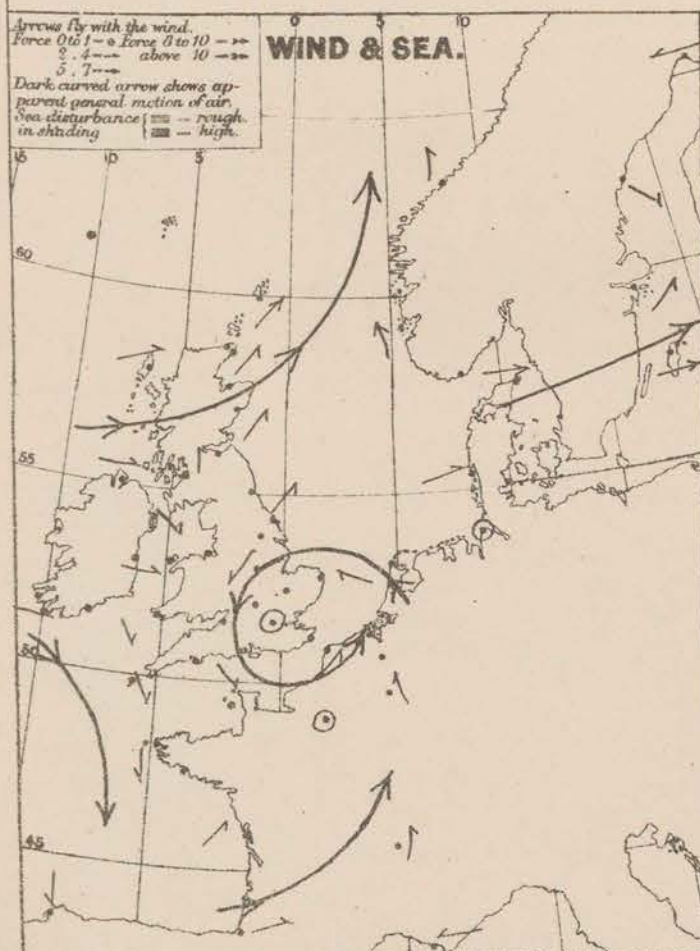 Arrows fly with the wind.
Force 0 to 1 — Force 8 to 10 —
2 . 4 — above 10 —
5 . 7 —
Dark curved arrow shows ap-
parent general motion of air.
Sea disturbance { — rough.
in shading { — high.
WIND & SEA.
0 10
15 10 5
60
55
50
45